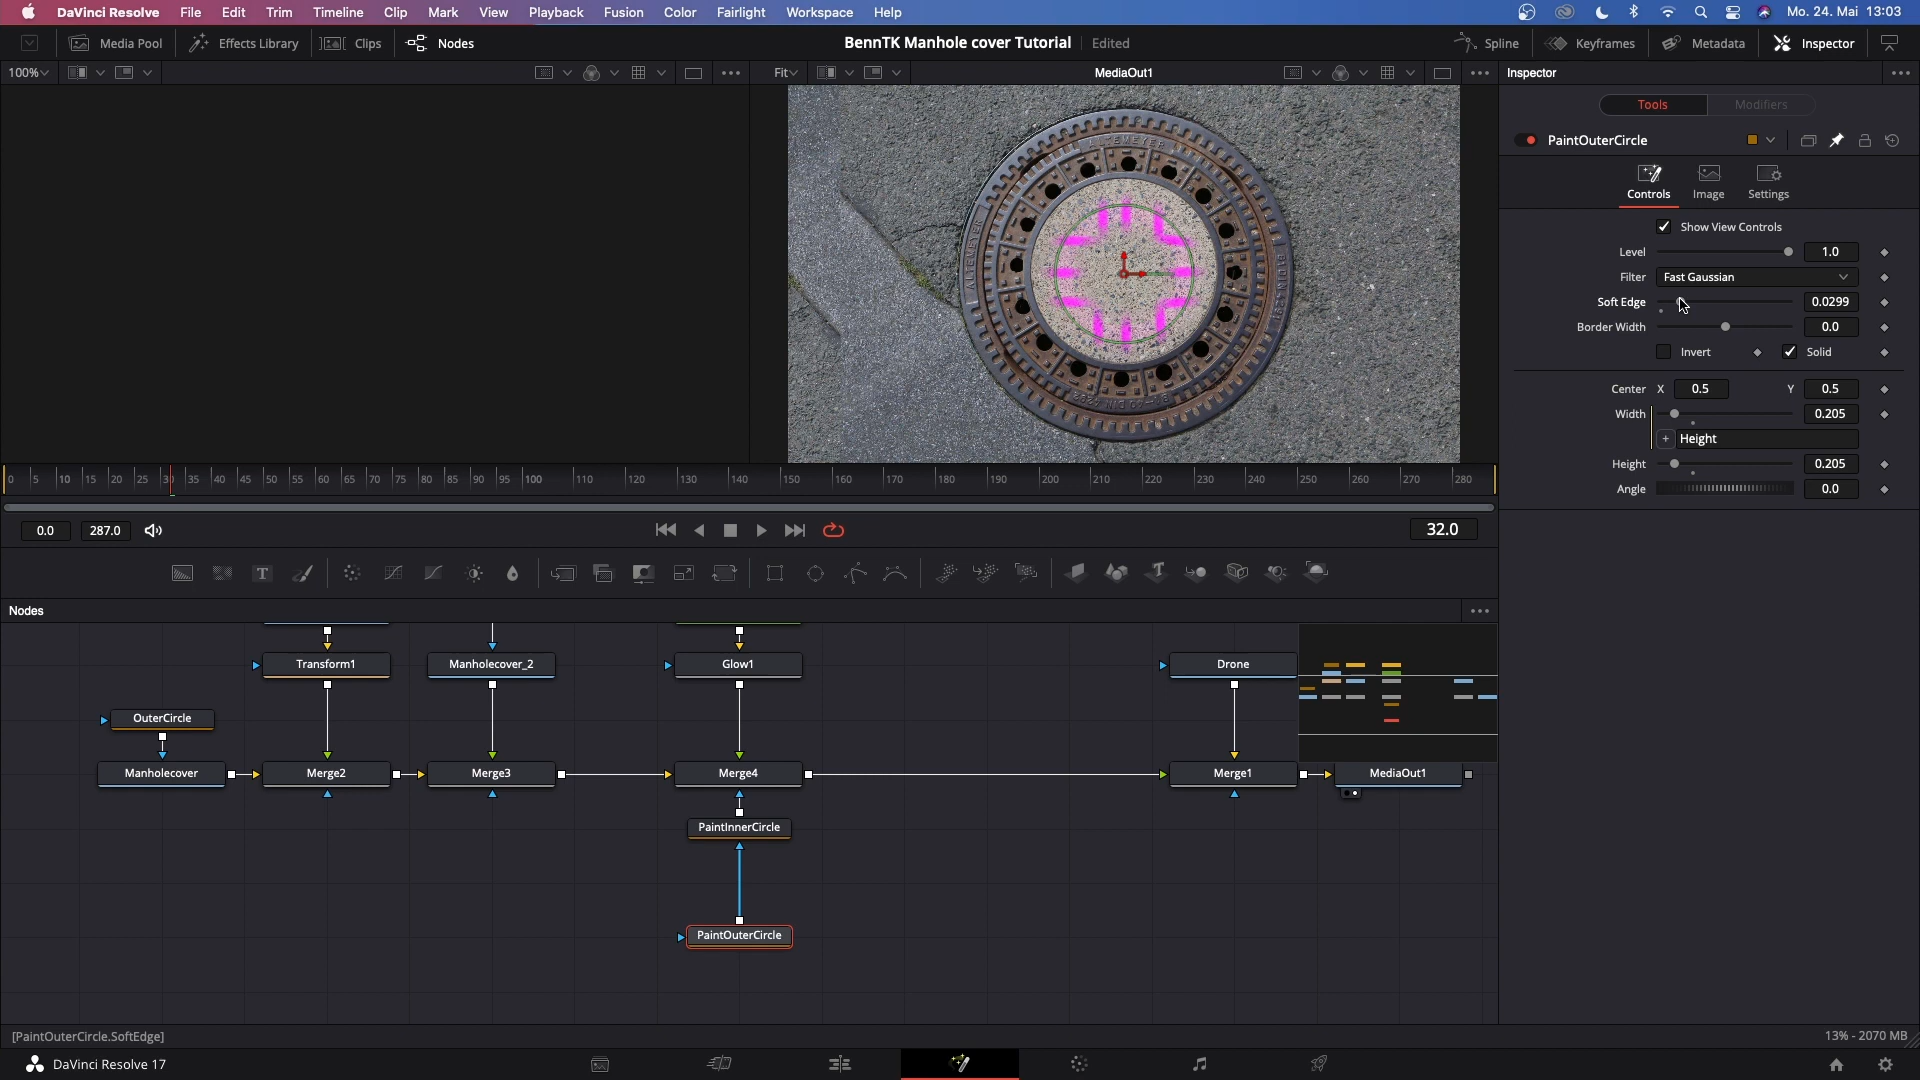 DaVinci Resolve File Edit Trim Timeline Clip Mark View Playback Fusion Color Fairlight Workspace Help Mo. 24. Mai 13:03
Media Pool Effects Library Clips Nodes BennTK Manhole cover Tutorial Edited Spline Keyframes Metadata Inspector
100% Fit MediaOut1 Inspector
Tools Modifiers
PaintOuterCircle
Controls Image Settings
Show View Controls
Level 1.0
Filter Fast Gaussian
Soft Edge 0.0299
Border Width 0.0
Invert Solid
Center X 0.5 Y 0.5
Width 0.205
+ Height
Height 0.205
Angle 0.0
ALTEMEYER
0 5 10 15 20 25 30 35 40 45 50 55 60 65 70 75 80 85 90 95 100 110 120 130 140 150 160 170 180 190 200 210 220 230 240 250 260 270 280
0.0 287.0 32.0
Nodes
Transform1 Manholecover_2 Glow1 Drone
OuterCircle
Manholecover Merge2 Merge3 Merge4 Merge1 MediaOut1
PaintInnerCircle
PaintOuterCircle
[PaintOuterCircle.SoftEdge] 13% - 2070 MB
DaVinci Resolve 17